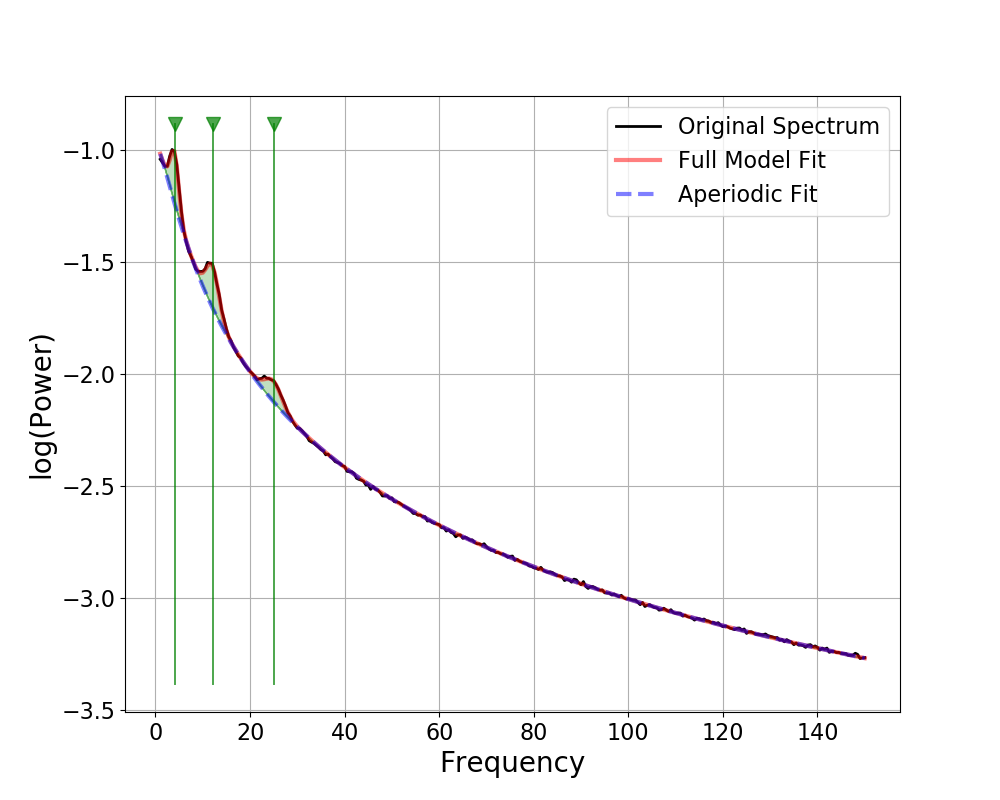 Original Spectrum
Full Model Fit
Aperiodic Fit
log(Power)
−1.0
−1.5
−2.0
−2.5
−3.0
−3.5
0 20 40 60 80 100 120 140
Frequency